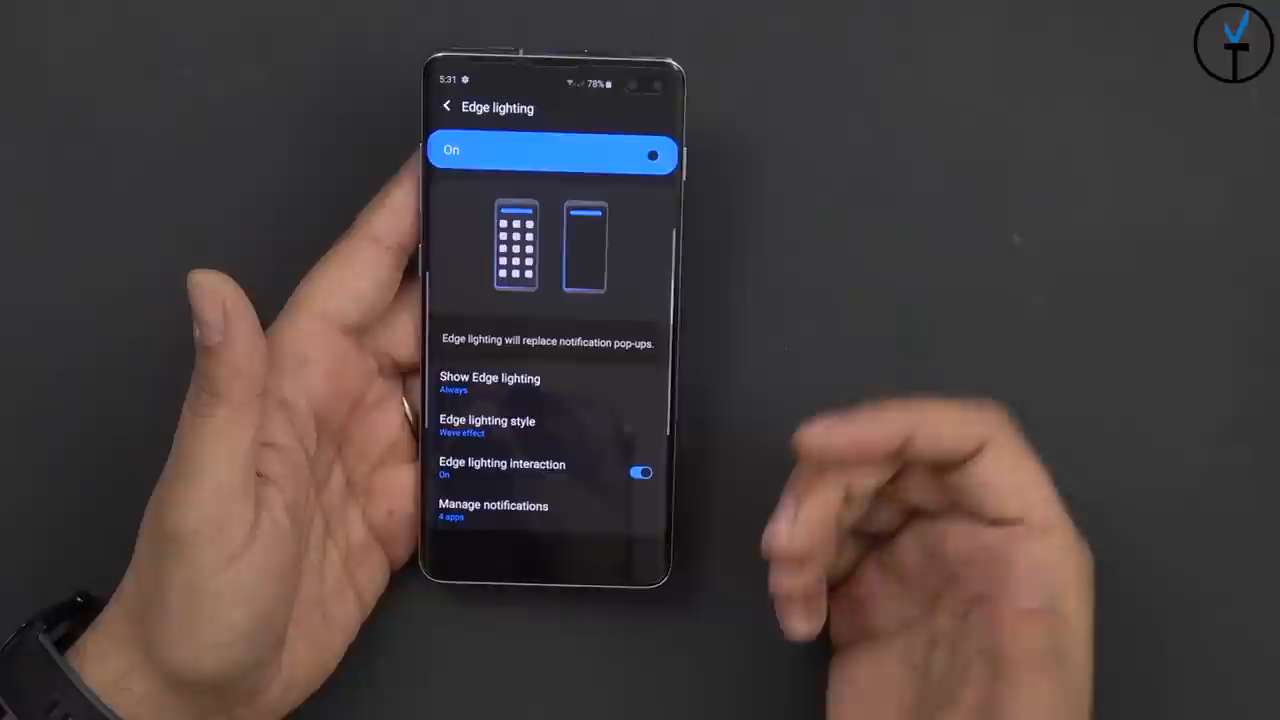 5:31
78%
Edge lighting
On
Edge lighting will replace notification pop-ups.
Show Edge lighting
Always
Edge lighting style
Wave effect
Edge lighting interaction
On
Manage notifications
4 apps